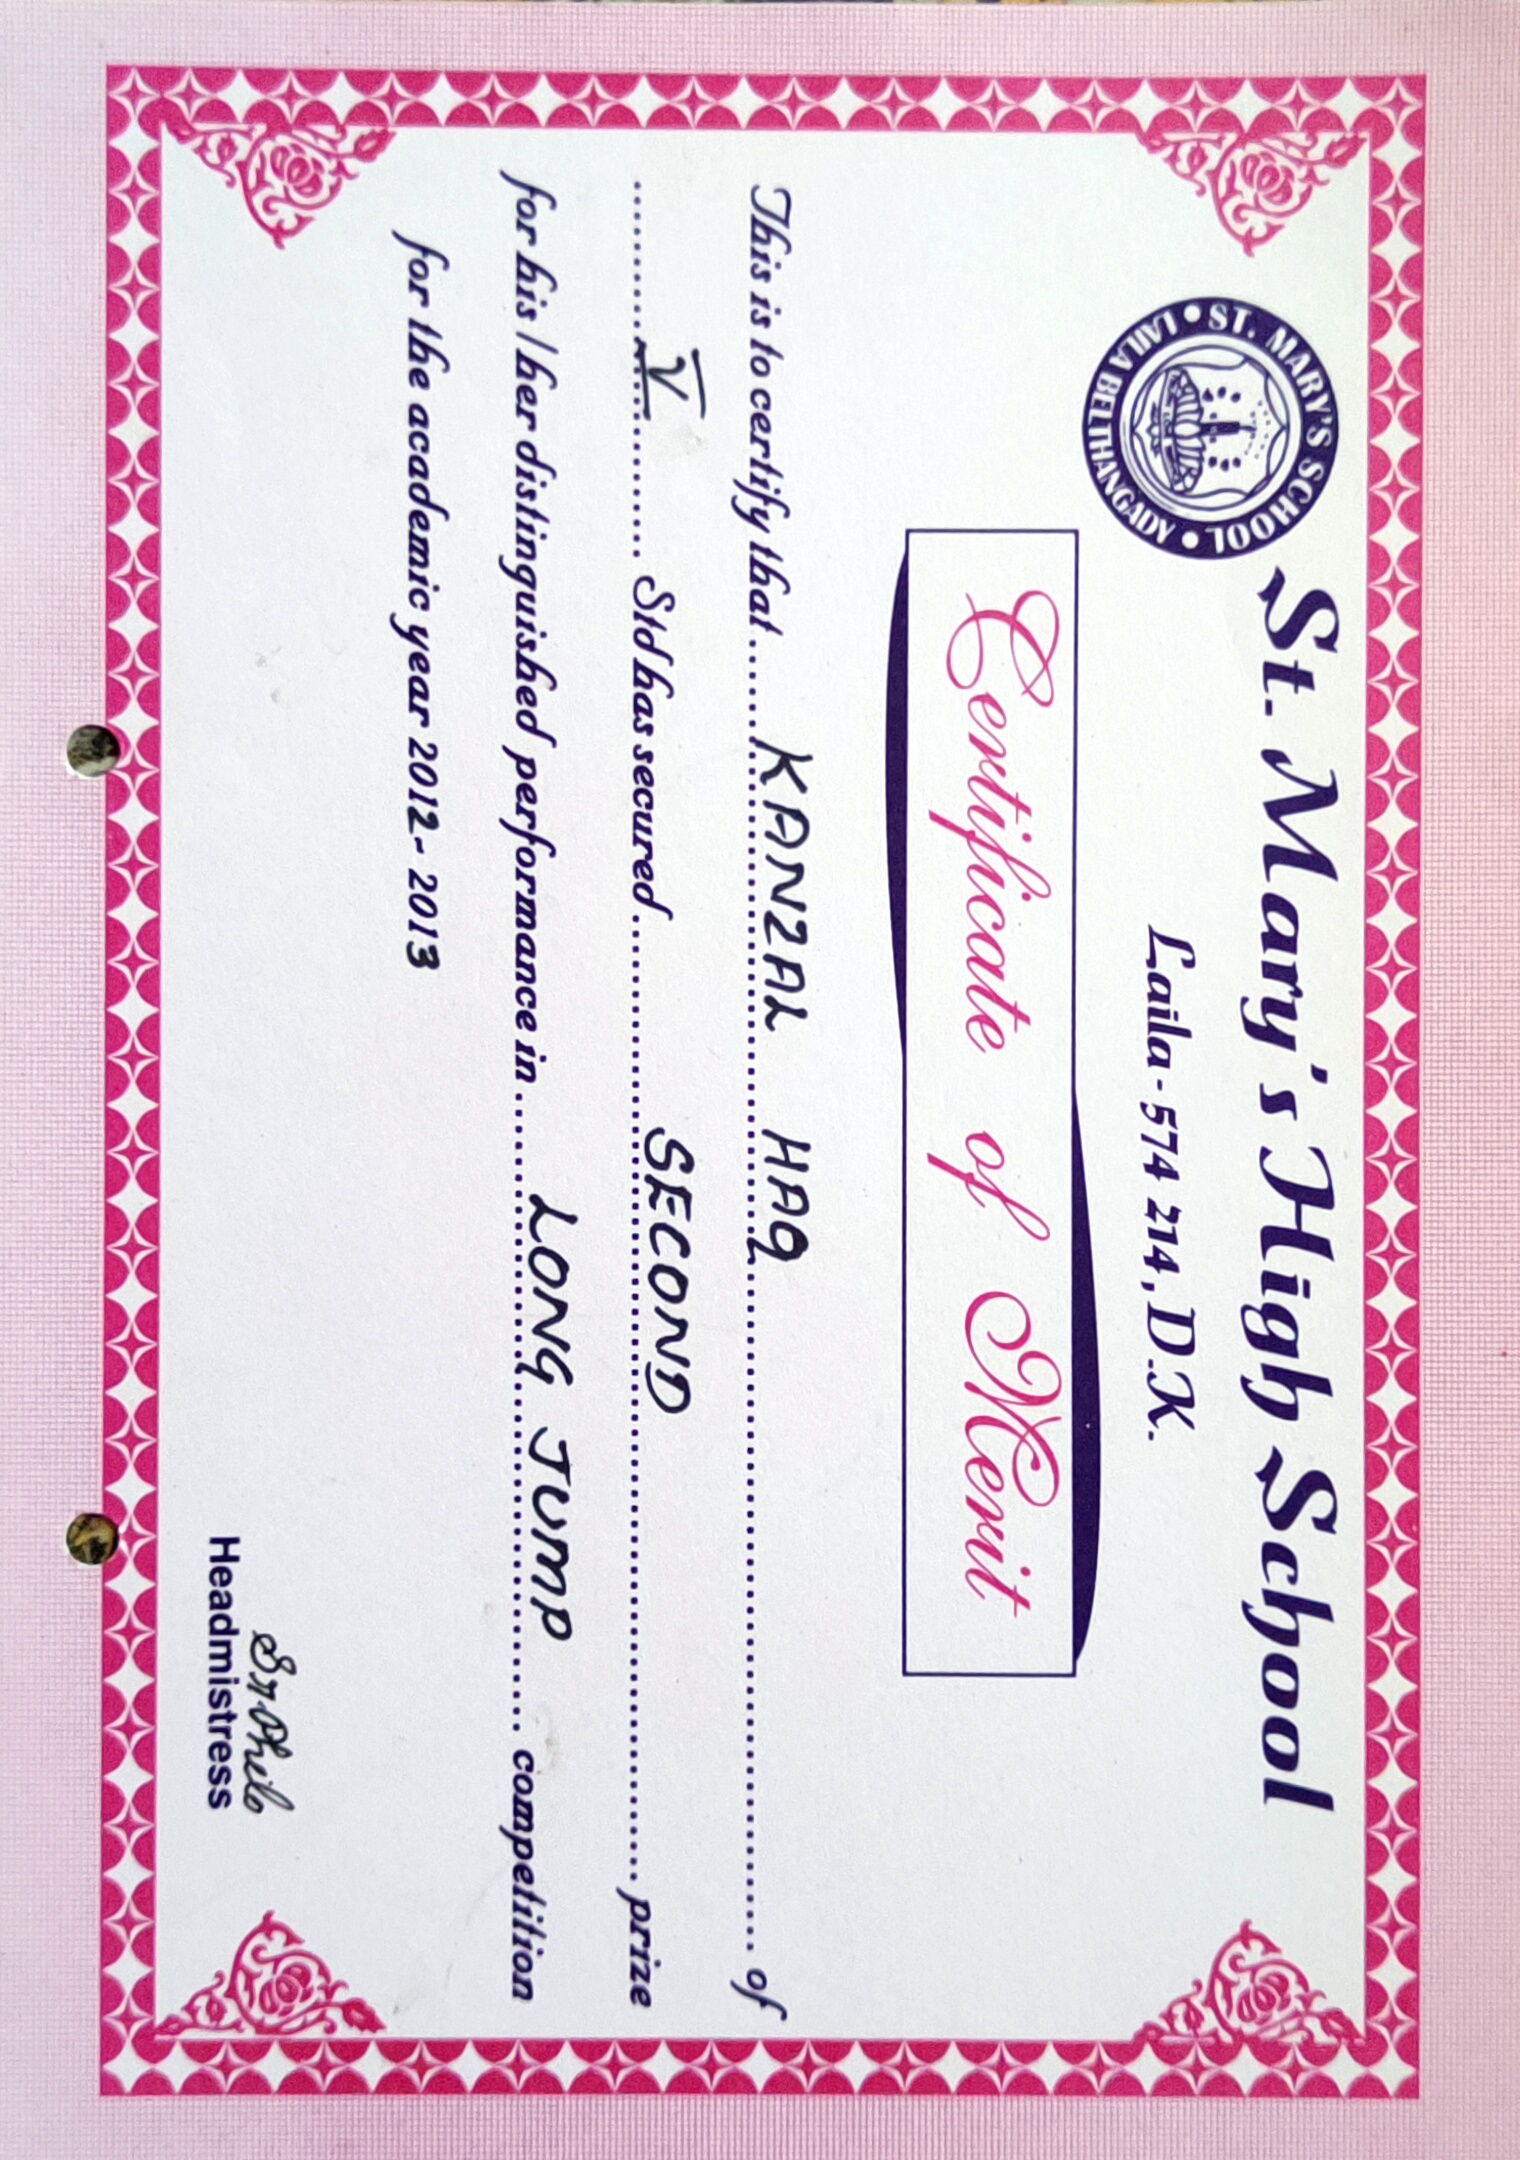 St. Mary's High School
ST. MARY'S SCHOOL • LAILA BELTHANGADY •
Laila - 574 214, D.K.
Certificate of Merit
This is to certify that ...... KANZAL HAQ ...... of
...... V ...... Std has secured ...... SECOND ...... prize
for his / her distinguished performance in ...... LONG JUMP ...... competition
for the academic year 2012 - 2013
Sr Philo
Headmistress